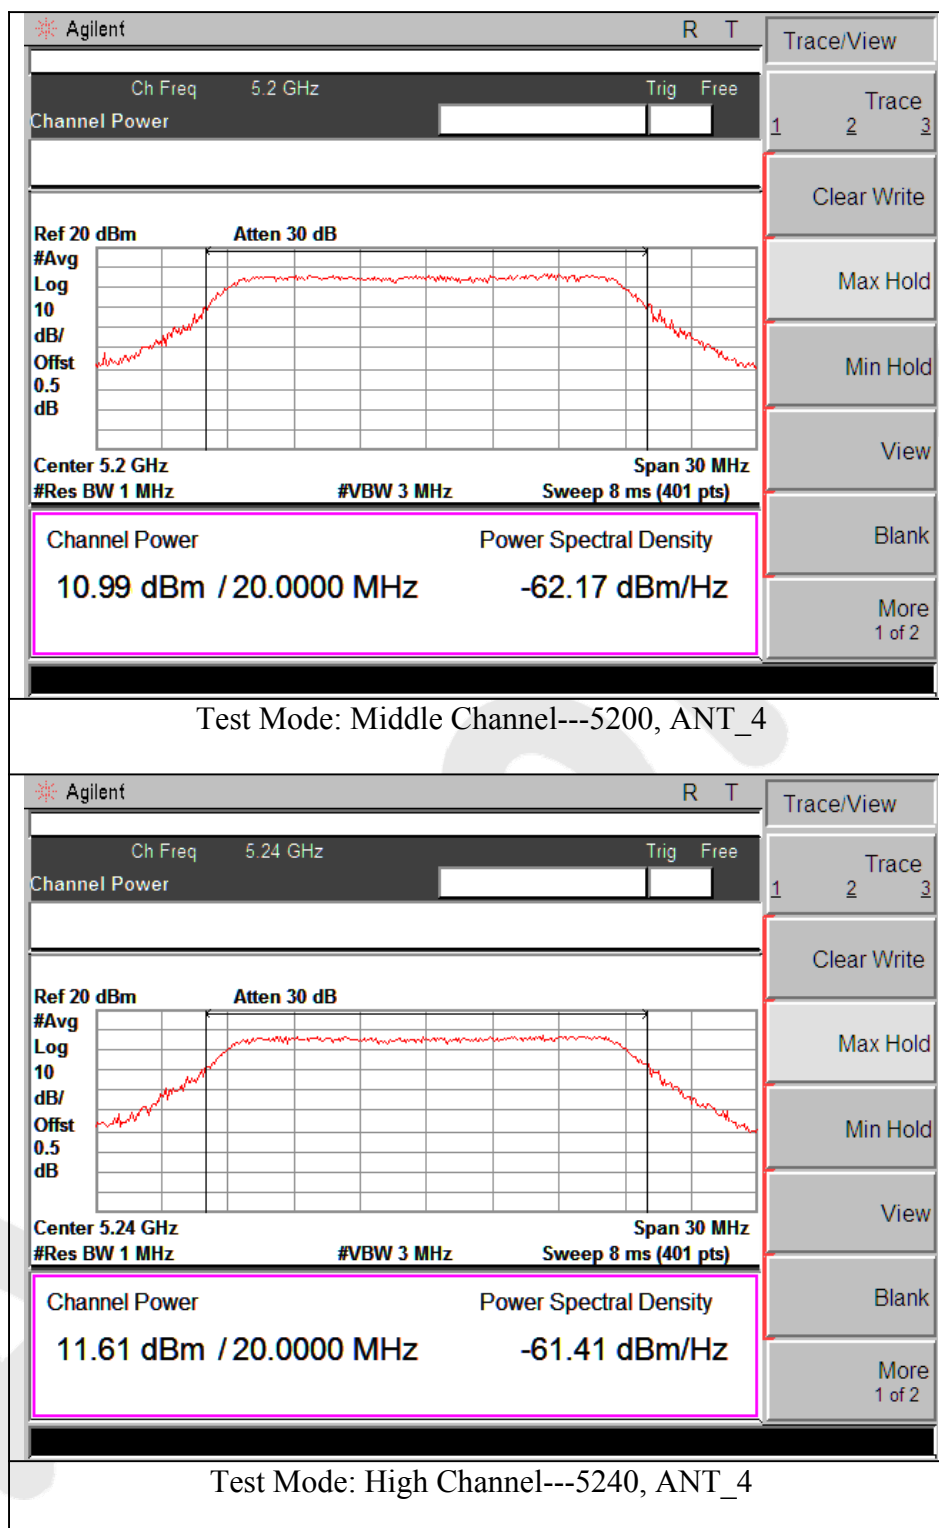 Agilent R T
Trace/View
Ch Freq 5.2 GHz Trig Free
Channel Power
Trace
1 2 3
Clear Write
Ref 20 dBm Atten 30 dB
#Avg
Log
10
dB/
Offst
0.5
dB
Max Hold
Min Hold
View
Center 5.2 GHz Span 30 MHz
#Res BW 1 MHz #VBW 3 MHz Sweep 8 ms (401 pts)
Channel Power Power Spectral Density
10.99 dBm / 20.0000 MHz -62.17 dBm/Hz
Blank
More
1 of 2
Test Mode: Middle Channel---5200, ANT_4
Agilent R T
Trace/View
Ch Freq 5.24 GHz Trig Free
Channel Power
Trace
1 2 3
Clear Write
Ref 20 dBm Atten 30 dB
#Avg
Log
10
dB/
Offst
0.5
dB
Max Hold
Min Hold
View
Center 5.24 GHz Span 30 MHz
#Res BW 1 MHz #VBW 3 MHz Sweep 8 ms (401 pts)
Channel Power Power Spectral Density
11.61 dBm / 20.0000 MHz -61.41 dBm/Hz
Blank
More
1 of 2
Test Mode: High Channel---5240, ANT_4